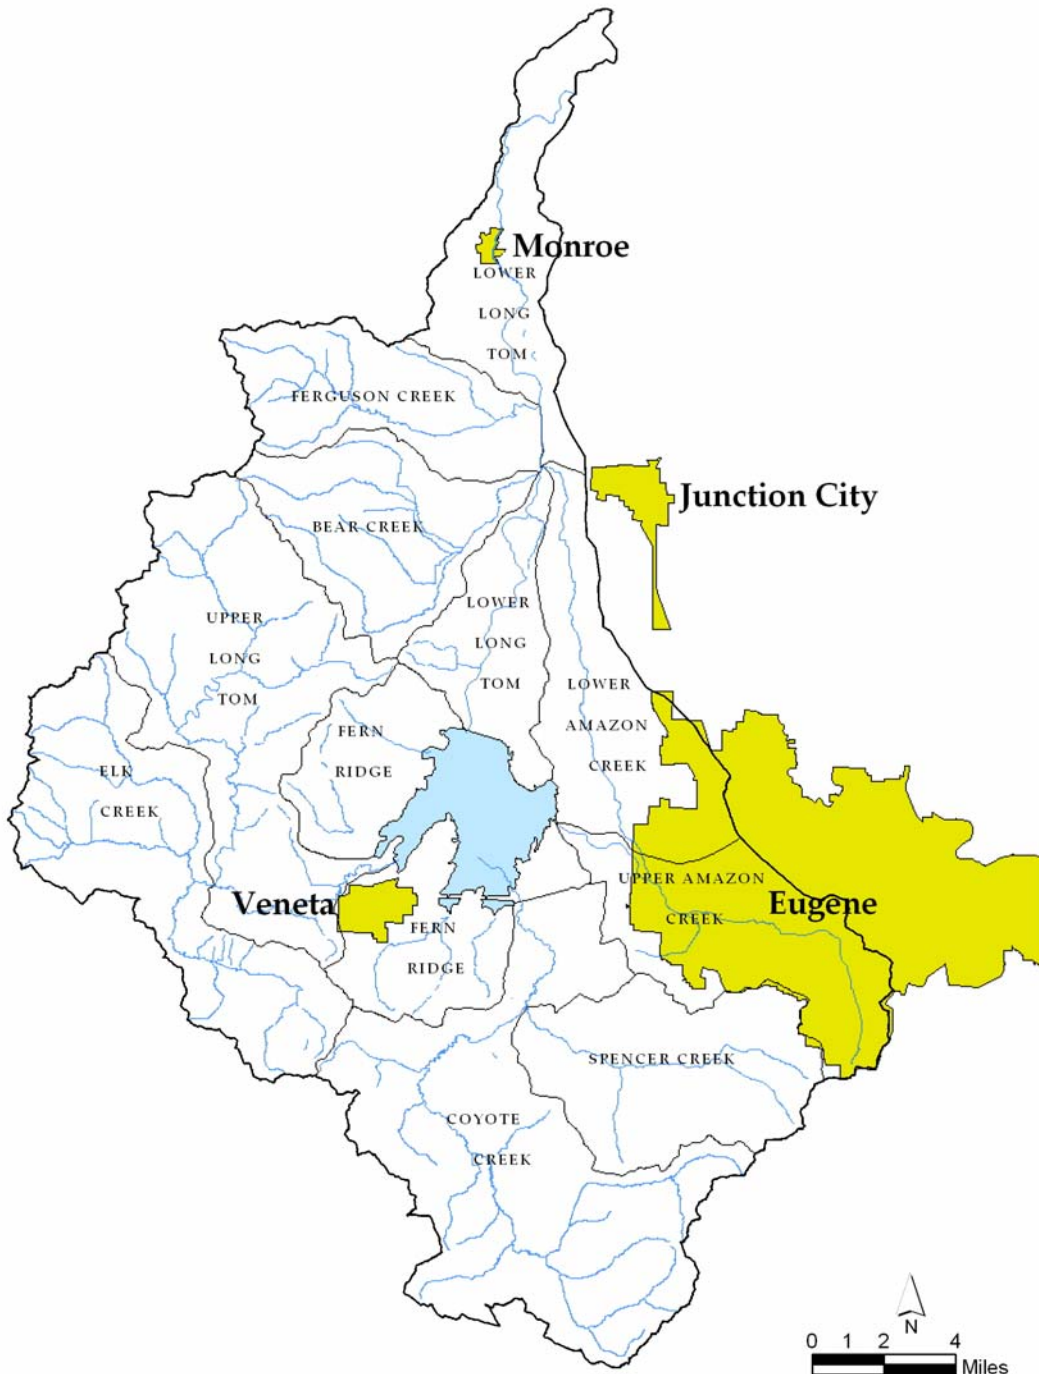 Monroe
LOWER
LONG
TOM
FERGUSON CREEK
Junction City
BEAR CREEK
LOWER
LONG
TOM
UPPER
LONG
TOM
LOWER
AMAZON
CREEK
FERN
RIDGE
ELK
CREEK
UPPER AMAZON
CREEK
Eugene
Veneta
FERN
RIDGE
SPENCER CREEK
COYOTE
CREEK
N
0 1 2 4
Miles